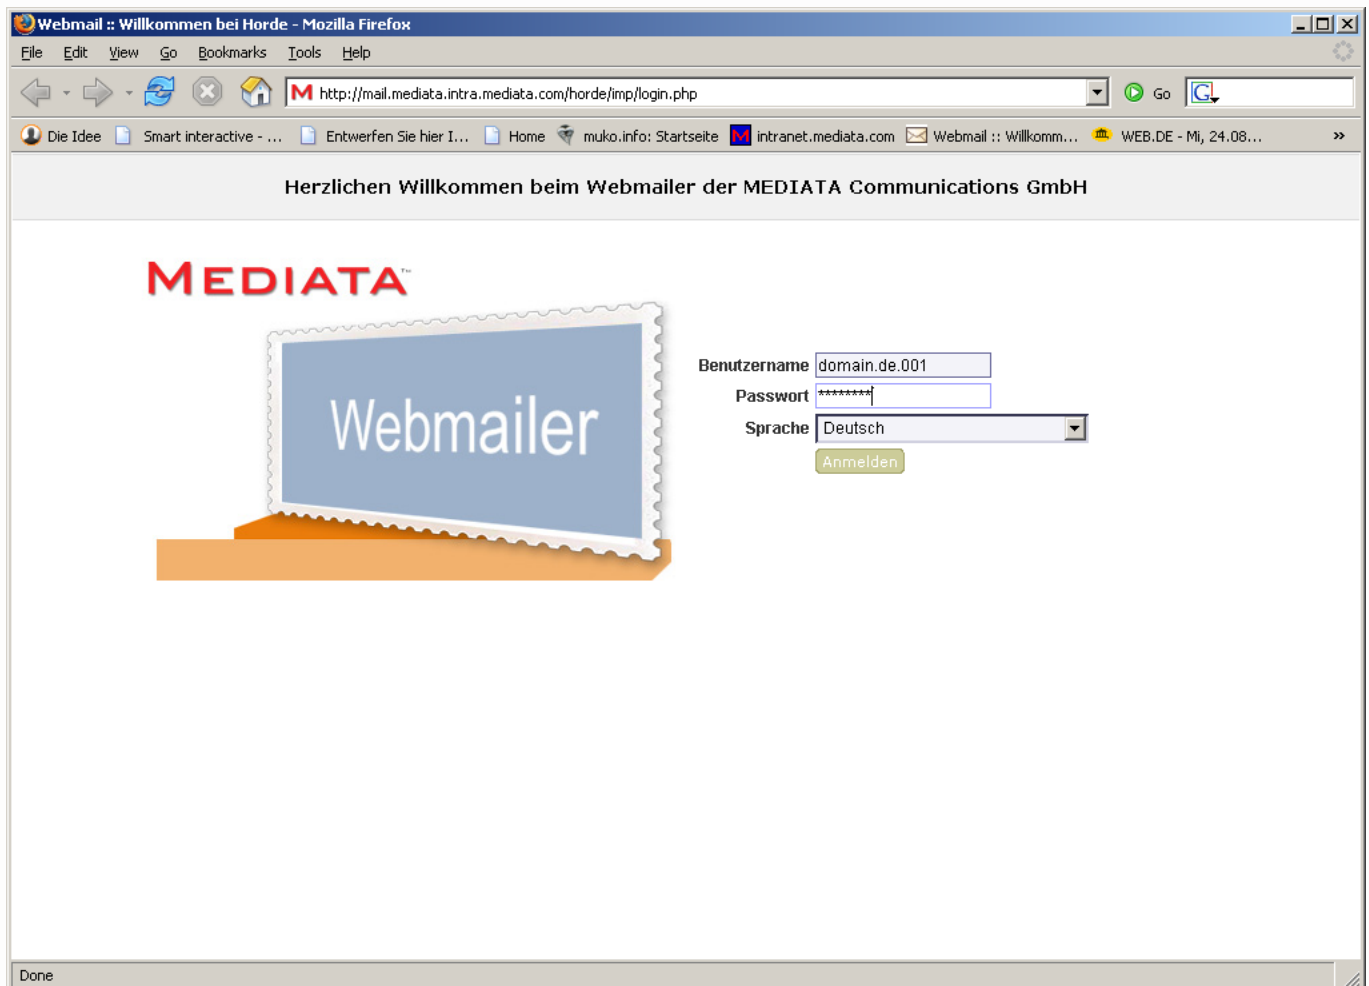 Webmail :: Willkommen bei Horde - Mozilla Firefox
File Edit View Go Bookmarks Tools Help
M http://mail.mediata.intra.mediata.com/horde/imp/login.php Go G
Die Idee Smart interactive - ... Entwerfen Sie hier I... Home muko.info: Startseite M intranet.mediata.com Webmail :: Willkomm... WEB.DE - Mi, 24.08... »
Herzlichen Willkommen beim Webmailer der MEDIATA Communications GmbH
MEDIATA™
Webmailer
Benutzername domain.de.001
Passwort ********
Sprache Deutsch
Anmelden
Done